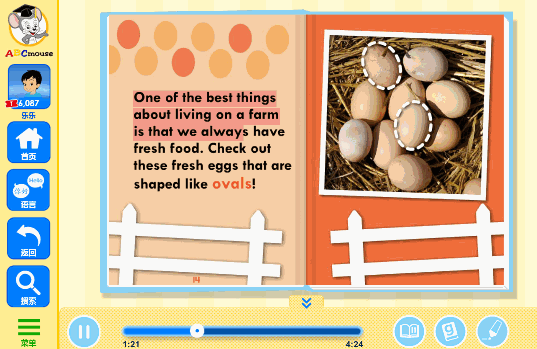 ABCmouse
1
6,087
乐乐
首页
Hello
你好
语言
返回
搜索
菜单
One of the best things
about living on a farm
is that we always have
fresh food. Check out
these fresh eggs that are
shaped like ovals!
14
1:21
4:24